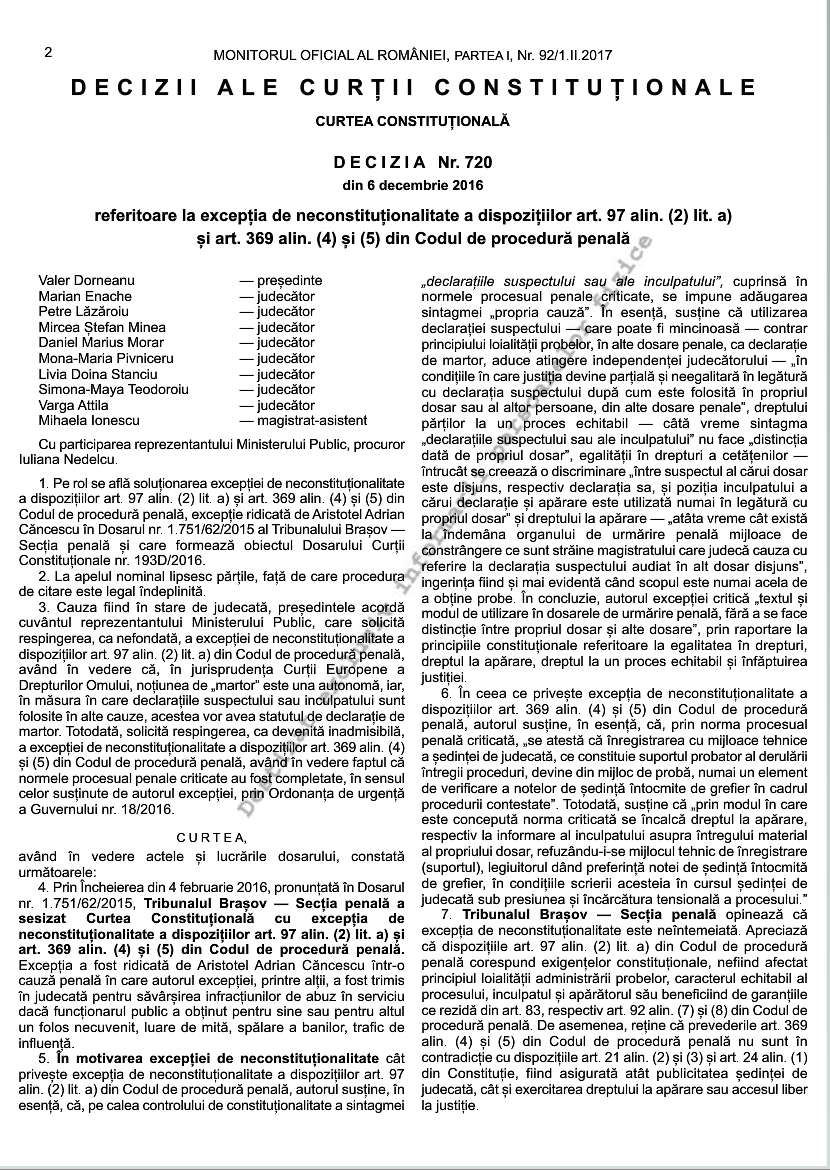 2
MONITORUL OFICIAL AL ROMÂNIEI, PARTEA I, Nr. 92/1.II.2017
DECIZII ALE CURȚII CONSTITUȚIONALE
CURTEA CONSTITUȚIONALĂ
DECIZIA Nr. 720
din 6 decembrie 2016
referitoare la excepția de neconstituționalitate a dispozițiilor art. 97 alin. (2) lit. a)
și art. 369 alin. (4) și (5) din Codul de procedură penală
Valer Dorneanu — președinte
Marian Enache — judecător
Petre Lăzăroiu — judecător
Mircea Ștefan Minea — judecător
Daniel Marius Morar — judecător
Mona-Maria Pivniceru — judecător
Livia Doina Stanciu — judecător
Simona-Maya Teodoroiu — judecător
Varga Attila — judecător
Mihaela Ionescu — magistrat-asistent
Cu participarea reprezentantului Ministerului Public, procuror
Iuliana Nedelcu.
1. Pe rol se află soluționarea excepției de neconstituționalitate
a dispozițiilor art. 97 alin. (2) lit. a) și art. 369 alin. (4) și (5) din
Codul de procedură penală, excepție ridicată de Aristotel Adrian
Căncescu în Dosarul nr. 1.751/62/2015 al Tribunalului Brașov —
Secția penală și care formează obiectul Dosarului Curții
Constituționale nr. 193D/2016.
2. La apelul nominal lipsesc părțile, față de care procedura
de citare este legal îndeplinită.
3. Cauza fiind în stare de judecată, președintele acordă
cuvântul reprezentantului Ministerului Public, care solicită
respingerea, ca nefondată, a excepției de neconstituționalitate a
dispozițiilor art. 97 alin. (2) lit. a) din Codul de procedură penală,
având în vedere că, în jurisprudența Curții Europene a
Drepturilor Omului, noțiunea de „martor” este una autonomă, iar,
în măsura în care declarațiile suspectului sau inculpatului sunt
folosite în alte cauze, acestea vor avea statutul de declarație de
martor. Totodată, solicită respingerea, ca devenită inadmisibilă,
a excepției de neconstituționalitate a dispozițiilor art. 369 alin. (4)
și (5) din Codul de procedură penală, având în vedere faptul că
normele procesual penale criticate au fost completate, în sensul
celor susținute de autorul excepției, prin Ordonanța de urgență
a Guvernului nr. 18/2016.
CURTEA,
având în vedere actele și lucrările dosarului, constată
următoarele:
4. Prin Încheierea din 4 februarie 2016, pronunțată în Dosarul
nr. 1.751/62/2015, Tribunalul Brașov — Secția penală a
sesizat Curtea Constituțională cu excepția de
neconstituționalitate a dispozițiilor art. 97 alin. (2) lit. a) și
art. 369 alin. (4) și (5) din Codul de procedură penală.
Excepția a fost ridicată de Aristotel Adrian Căncescu într-o
cauză penală în care autorul excepției, printre alții, a fost trimis
în judecată pentru săvârșirea infracțiunilor de abuz în serviciu
dacă funcționarul public a obținut pentru sine sau pentru altul
un folos necuvenit, luare de mită, spălare a banilor, trafic de
influență.
5. În motivarea excepției de neconstituționalitate cât
privește excepția de neconstituționalitate a dispozițiilor art. 97
alin. (2) lit. a) din Codul de procedură penală, autorul susține, în
esență, că, pe calea controlului de constituționalitate a sintagmei
„declarațiile suspectului sau ale inculpatului”, cuprinsă în
normele procesual penale criticate, se impune adăugarea
sintagmei „propria cauză”. În esență, susține că utilizarea
declarației suspectului — care poate fi mincinoasă — contrar
principiului loialității probelor, în alte dosare penale, ca declarație
de martor, aduce atingere independenței judecătorului — „în
condițiile în care justiția devine parțială și neegalitară în legătură
cu declarația suspectului după cum este folosită în propriul
dosar sau al altor persoane, din alte dosare penale”, dreptului
părților la un proces echitabil — câtă vreme sintagma
„declarațiile suspectului sau ale inculpatului” nu face „distincția
dată de propriul dosar”, egalității în drepturi a cetățenilor —
întrucât se creează o discriminare „între suspectul al cărui dosar
este disjuns, respectiv declarația sa, și poziția inculpatului a
cărui declarație și apărare este utilizată numai în legătură cu
propriul dosar” și dreptului la apărare — „atâta vreme cât există
la îndemâna organului de urmărire penală mijloace de
constrângere ce sunt străine magistratului care judecă cauza cu
referire la declarația suspectului audiat în alt dosar disjuns”,
ingerința fiind și mai evidentă când scopul este numai acela de
a obține probe. În concluzie, autorul excepției critică „textul și
modul de utilizare în dosarele de urmărire penală, fără a se face
distincție între propriul dosar și alte dosare”, prin raportare la
principiile constituționale referitoare la egalitatea în drepturi,
dreptul la apărare, dreptul la un proces echitabil și înfăptuirea
justiției.
6. În ceea ce privește excepția de neconstituționalitate a
dispozițiilor art. 369 alin. (4) și (5) din Codul de procedură
penală, autorul susține, în esență, că, prin norma procesual
penală criticată, „se atestă că înregistrarea cu mijloace tehnice
a ședinței de judecată, ce constituie suportul probator al derulării
întregii proceduri, devine din mijloc de probă, numai un element
de verificare a notelor de ședință întocmite de grefier în cadrul
procedurii contestate”. Totodată, susține că „prin modul în care
este concepută norma criticată se încalcă dreptul la apărare,
respectiv la informare al inculpatului asupra întregului material
al propriului dosar, refuzându-i-se mijlocul tehnic de înregistrare
(suportul), legiuitorul dând preferință notei de ședință întocmită
de grefier, în condițiile scrierii acesteia în cursul ședinței de
judecată sub presiunea și încărcătura tensională a procesului.”
7. Tribunalul Brașov — Secția penală opinează că
excepția de neconstituționalitate este neîntemeiată. Apreciază
că dispozițiile art. 97 alin. (2) lit. a) din Codul de procedură
penală corespund exigențelor constituționale, nefiind afectat
principiul loialității administrării probelor, caracterul echitabil al
procesului, inculpatul și apărătorul său beneficiind de garanțiile
ce rezidă din art. 83, respectiv art. 92 alin. (7) și (8) din Codul de
procedură penală. De asemenea, reține că prevederile art. 369
alin. (4) și (5) din Codul de procedură penală nu sunt în
contradicție cu dispozițiile art. 21 alin. (2) și (3) și art. 24 alin. (1)
din Constituție, fiind asigurată atât publicitatea ședinței de
judecată, cât și exercitarea dreptului la apărare sau accesul liber
la justiție.
Destinat exclusiv informării persoanelor fizice